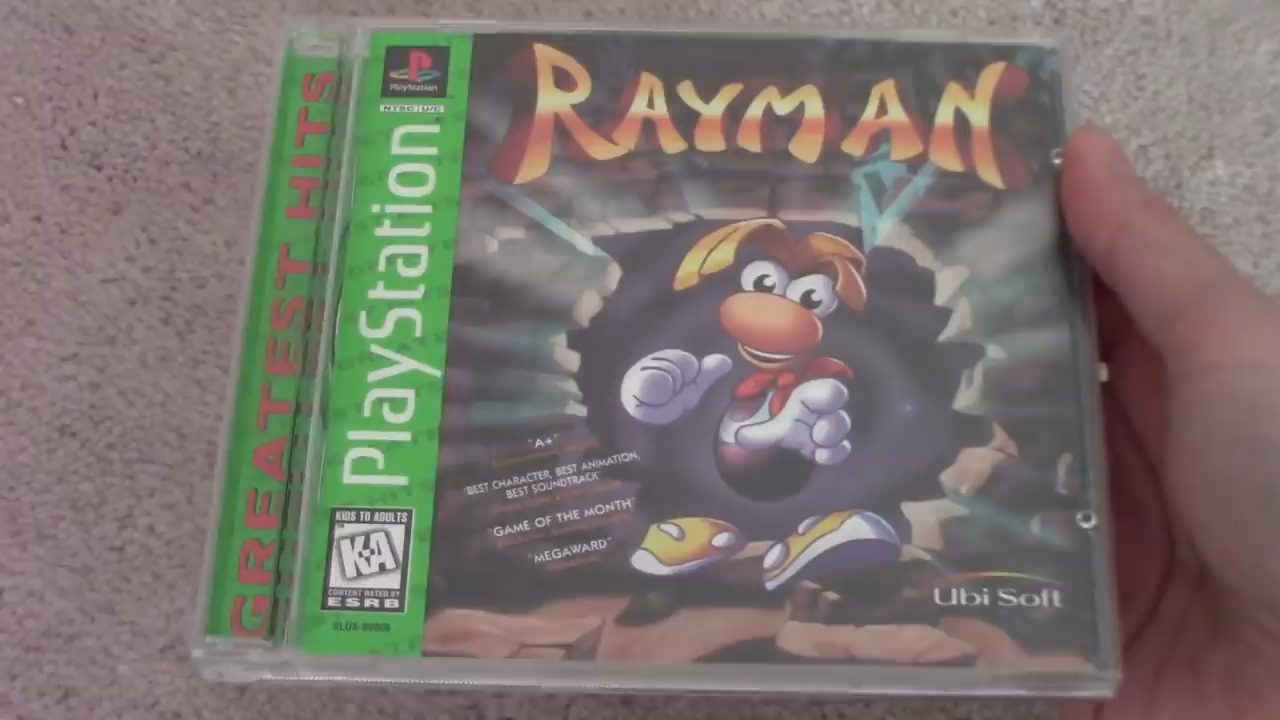 GREATEST HITS
PlayStation
NTSC U/C
PlayStation
RAYMAN
"A+"
"BEST CHARACTER, BEST ANIMATION,
BEST SOUNDTRACK"
"GAME OF THE MONTH"
"MEGAWARD"
KIDS TO ADULTS
K-A
CONTENT RATED BY
ESRB
Ubi Soft